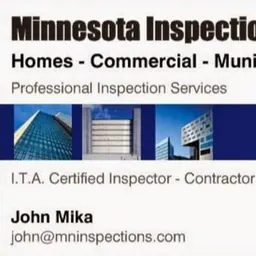 Minnesota Inspectio
Homes - Commercial - Muni
Professional Inspection Services
I.T.A. Certified Inspector - Contractor
John Mika
john@mninspections.com